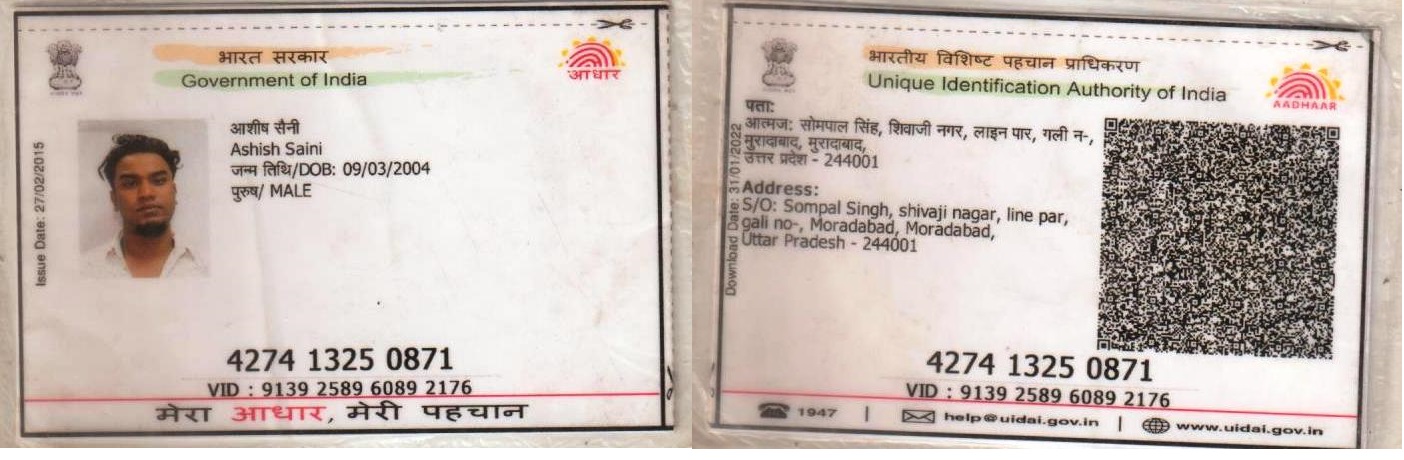 भारत सरकार
Government of India
आधार
Issue Date: 27/02/2015
आशीष सैनी
Ashish Saini
जन्म तिथि/DOB: 09/03/2004
पुरुष/ MALE
4274 1325 0871
VID : 9139 2589 6089 2176
मेरा आधार, मेरी पहचान
भारतीय विशिष्ट पहचान प्राधिकरण
Unique Identification Authority of India
AADHAAR
Download Date: 31/01/2022
पता:
आत्मज: सोमपाल सिंह, शिवाजी नगर, लाइन पार, गली न-,
मुरादाबाद, मुरादाबाद,
उत्तर प्रदेश - 244001
Address:
S/O: Sompal Singh, shivaji nagar, line par,
gali no-, Moradabad, Moradabad,
Uttar Pradesh - 244001
4274 1325 0871
VID : 9139 2589 6089 2176
1947 | help@uidai.gov.in | www.uidai.gov.in